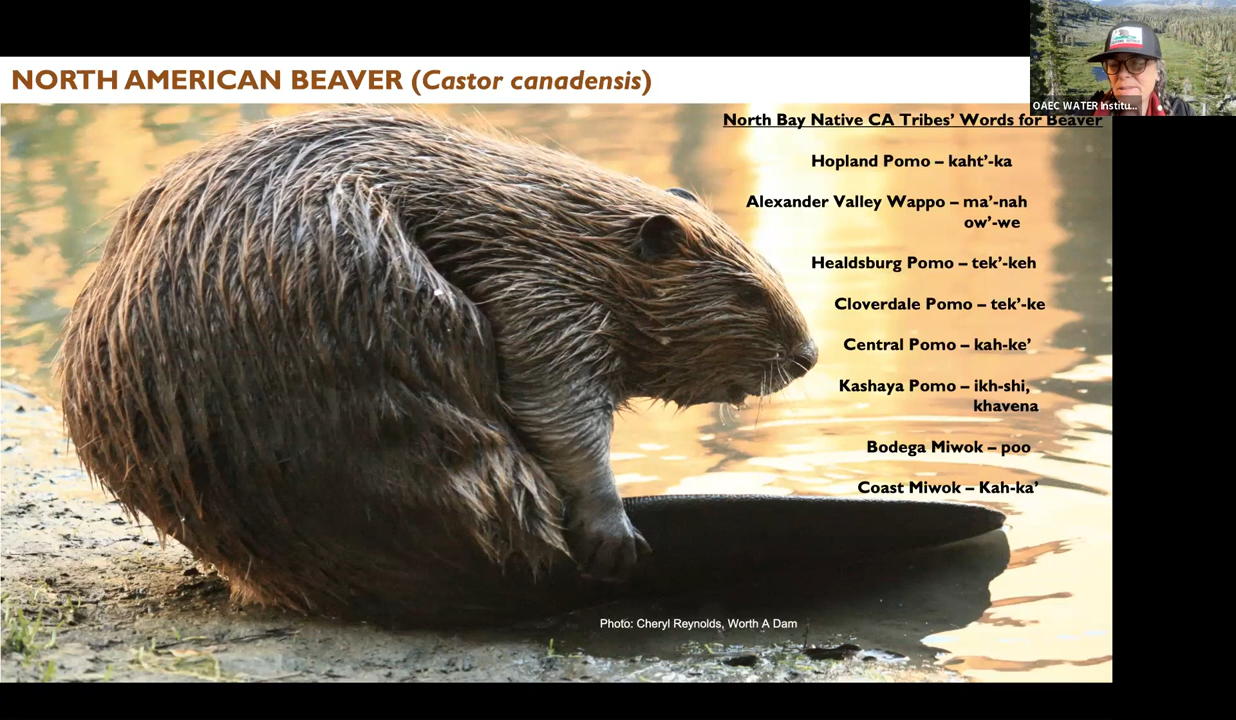 NORTH AMERICAN BEAVER (Castor canadensis)
OAEC WATER Institu...
North Bay Native CA Tribes’ Words for Beaver
Hopland Pomo – kaht’-ka
Alexander Valley Wappo – ma’-nah
ow’-we
Healdsburg Pomo – tek’-keh
Cloverdale Pomo – tek’-ke
Central Pomo – kah-ke’
Kashaya Pomo – ikh-shi,
khavena
Bodega Miwok – poo
Coast Miwok – Kah-ka’
Photo: Cheryl Reynolds, Worth A Dam